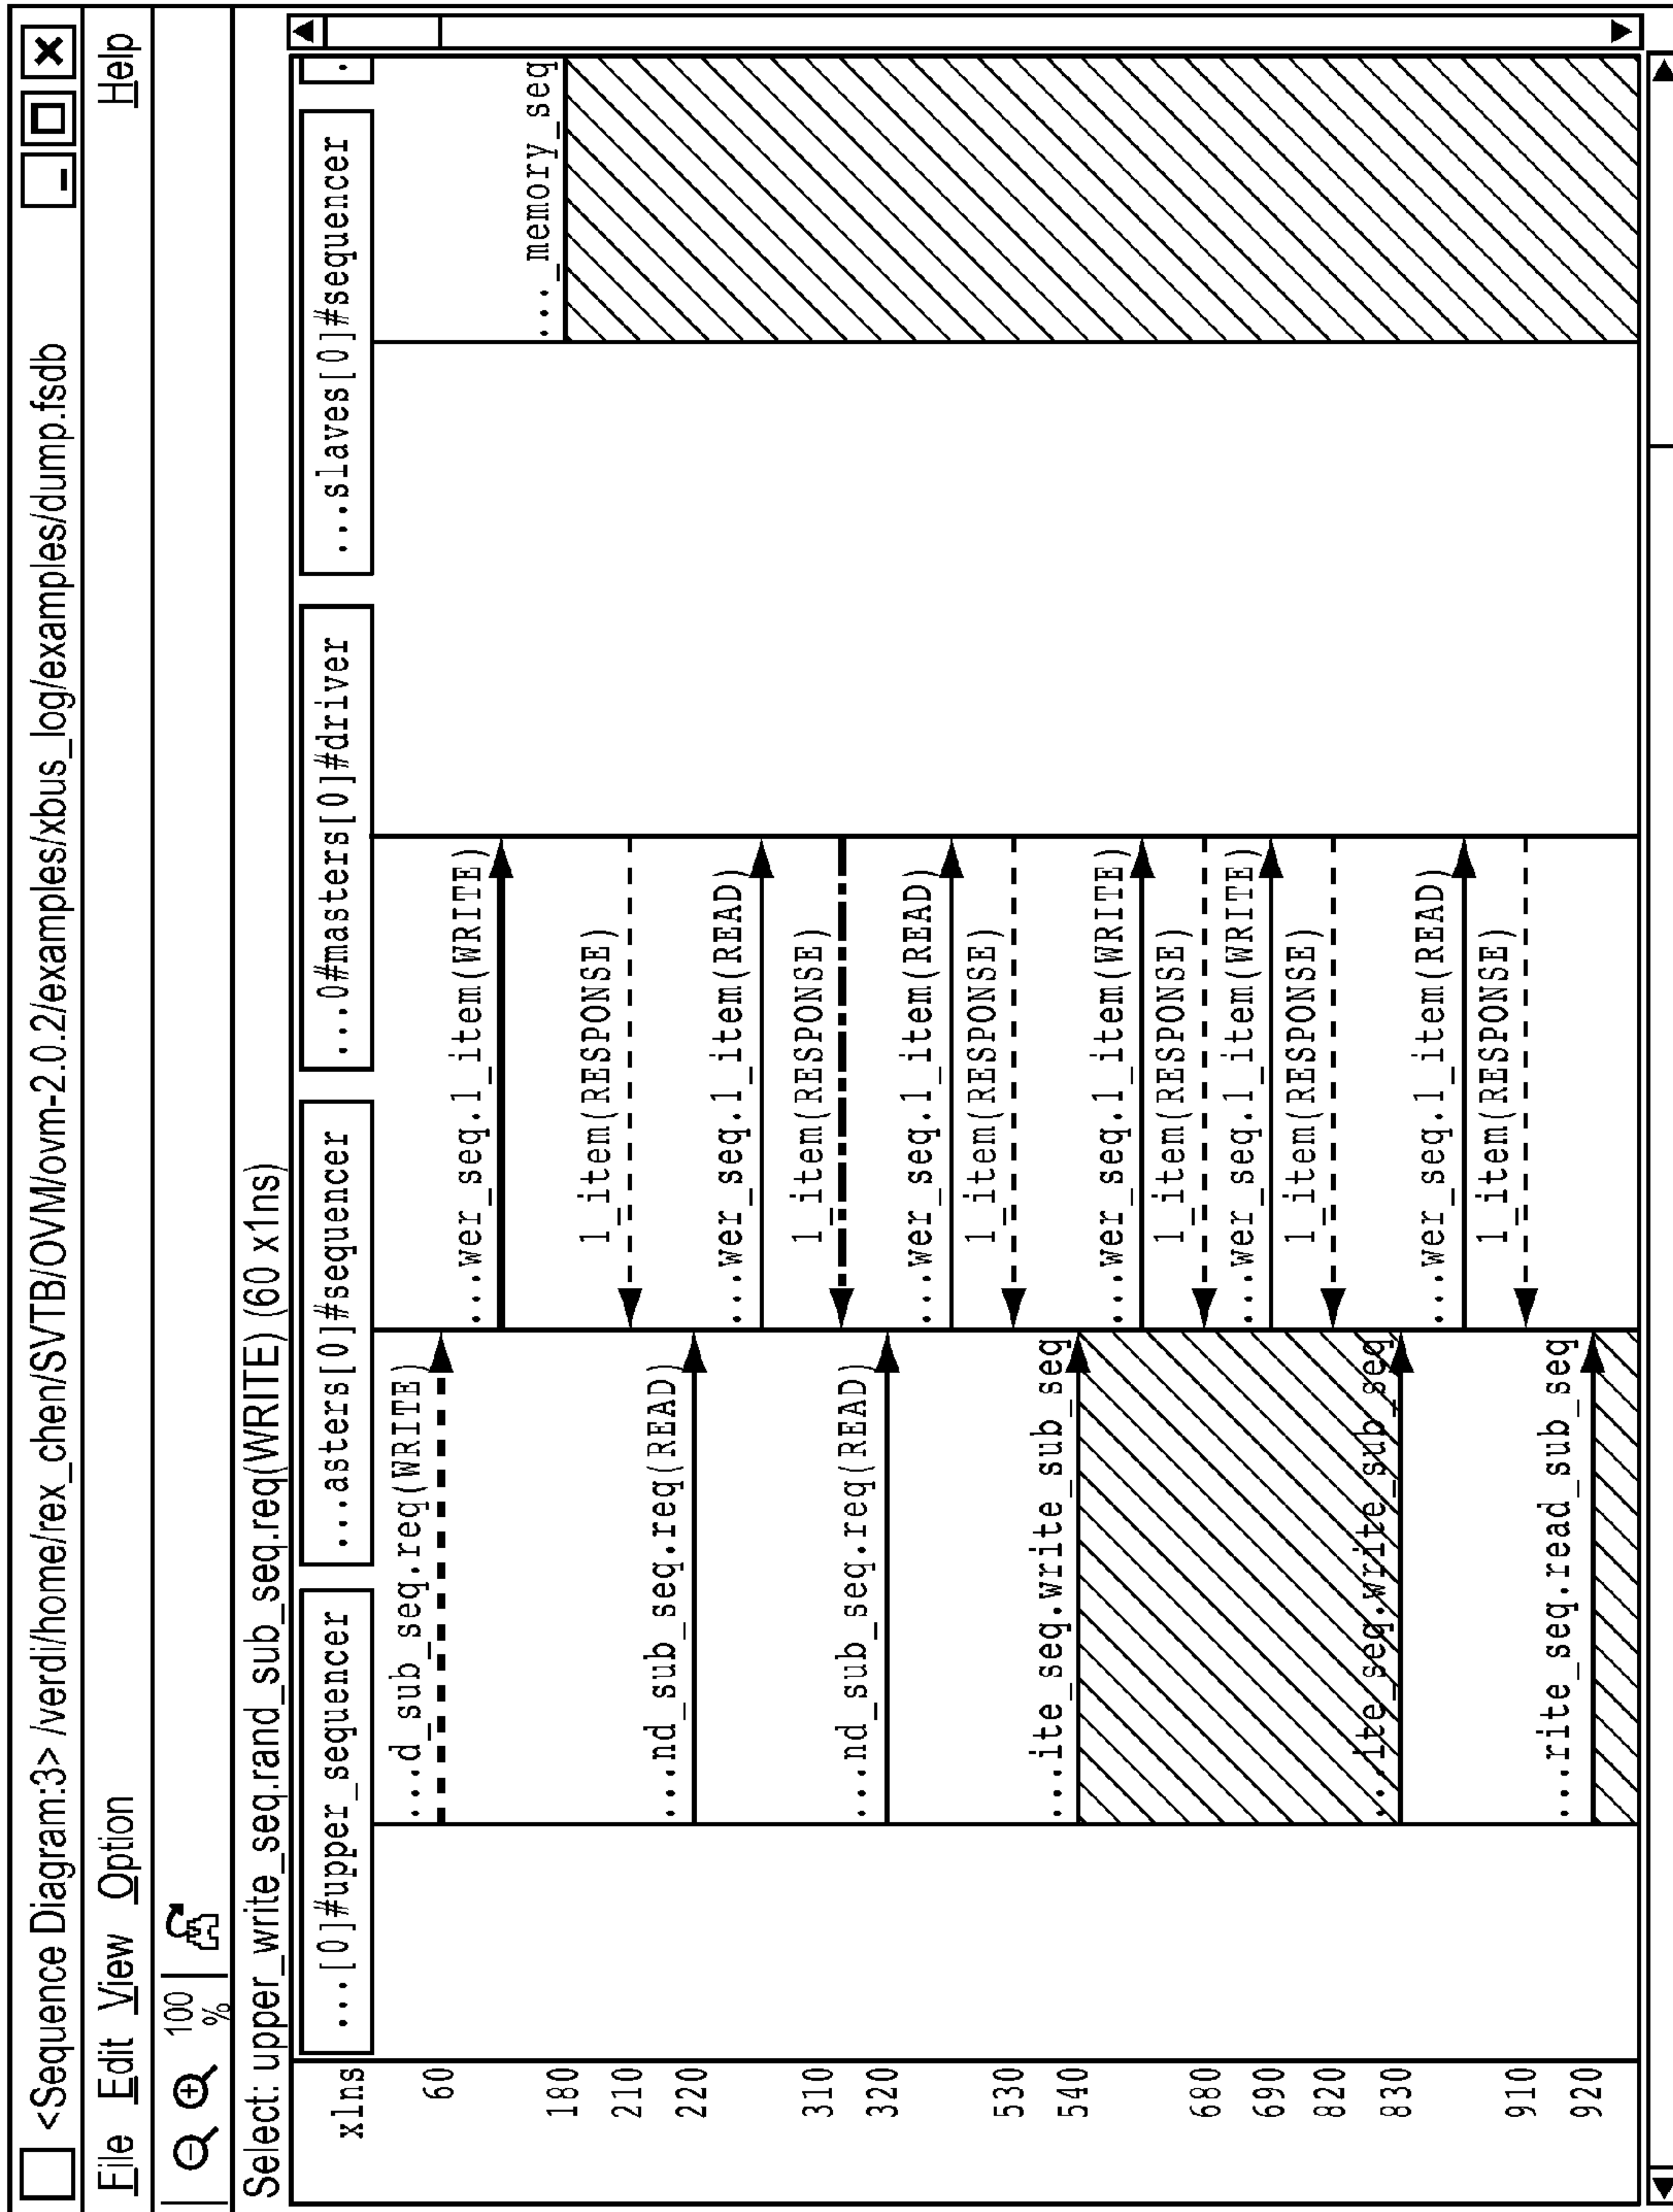 <Sequence Diagram:3> /verdi/home/rex_chen/SVTB/OVM/ovm-2.0.2/examples/xbus_log/examples/dump.fsdb
File Edit View Option Help
100 %
Select: upper_write_seq.rand_sub_seq.req(WRITE) (60 x1ns)
x1ns ...[0]#upper_sequencer ...asters[0]#sequencer ...0#masters[0]#driver ...slaves[0]#sequencer .
...d_sub_seq.req(WRITE)
60
...wer_seq.1_item(WRITE)
..._memory_seq
180
1_item(RESPONSE)
210
...nd_sub_seq.req(READ)
220
...wer_seq.1_item(READ)
1_item(RESPONSE)
310
...nd_sub_seq.req(READ)
320
...wer_seq.1_item(READ)
1_item(RESPONSE)
530
...ite_seq.write_sub_seq
540
...wer_seq.1_item(WRITE)
1_item(RESPONSE)
680
...wer_seq.1_item(WRITE)
690
1_item(RESPONSE)
820
...ite_seq.write_sub_seq
830
...wer_seq.1_item(READ)
1_item(RESPONSE)
910
...rite_seq.read_sub_seq
920